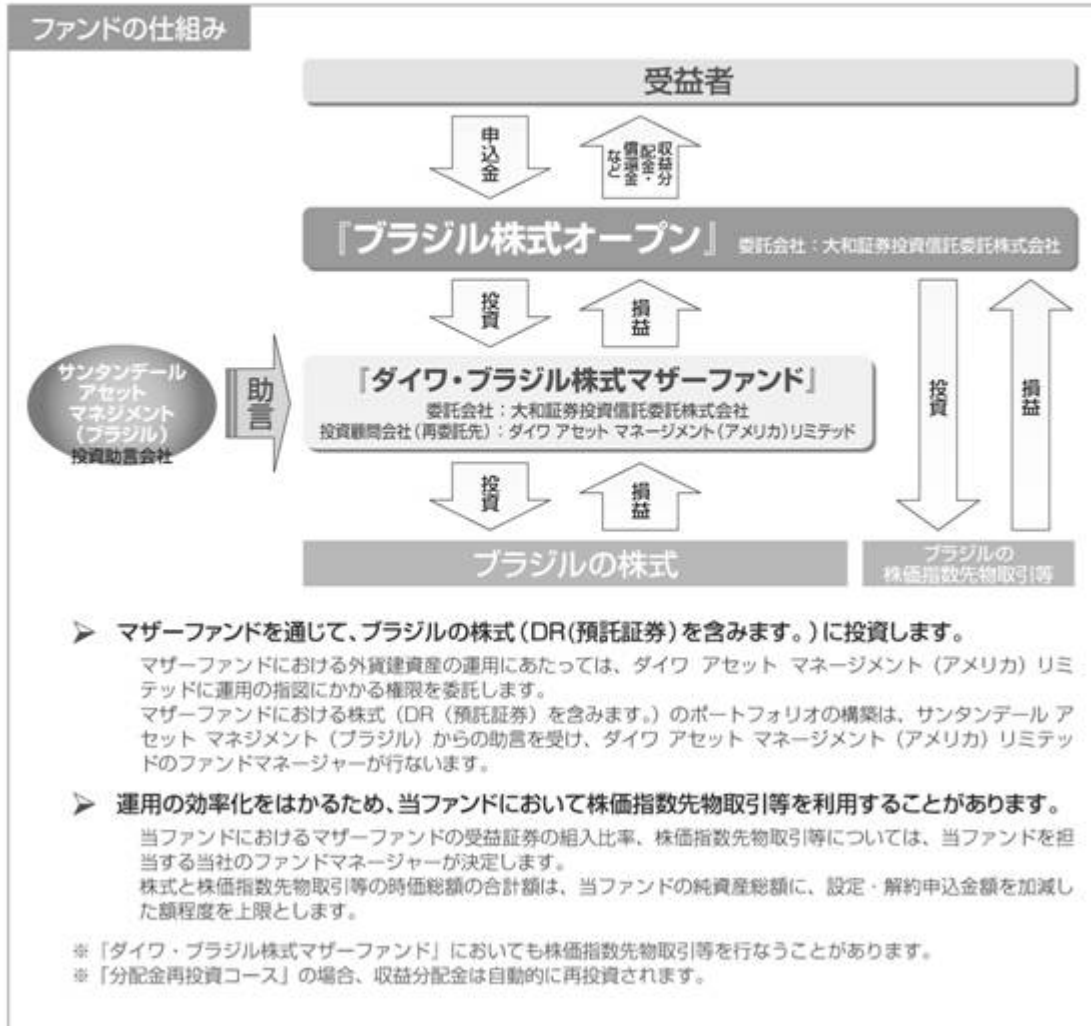 ファンドの仕組み
受益者
申込金
収益分配金・償還金など
『ブラジル株式オープン』 委託会社：大和証券投資信託委託株式会社
投資
損益
サンタンデール
アセット
マネジメント
(ブラジル)
投資助言会社
助言
『ダイワ・ブラジル株式マザーファンド』
委託会社：大和証券投資信託委託株式会社
投資顧問会社(再委託先)：ダイワ アセット マネージメント(アメリカ)リミテッド
投資
損益
投資
損益
ブラジルの株式
ブラジルの
株価指数先物取引等
➢ マザーファンドを通じて、ブラジルの株式(DR(預託証券)を含みます。)に投資します。
マザーファンドにおける外貨建資産の運用にあたっては、ダイワ アセット マネージメント（アメリカ）リミ
テッドに運用の指図にかかる権限を委託します。
マザーファンドにおける株式（DR（預託証券）を含みます。）のポートフォリオの構築は、サンタンデール ア
セット マネジメント（ブラジル）からの助言を受け、ダイワ アセット マネージメント（アメリカ）リミテッ
ドのファンドマネージャーが行ないます。
➢ 運用の効率化をはかるため、当ファンドにおいて株価指数先物取引等を利用することがあります。
当ファンドにおけるマザーファンドの受益証券の組入比率、株価指数先物取引等については、当ファンドを担
当する当社のファンドマネージャーが決定します。
株式と株価指数先物取引等の時価総額の合計額は、当ファンドの純資産総額に、設定・解約申込金額を加減し
た額程度を上限とします。
※「ダイワ・ブラジル株式マザーファンド」においても株価指数先物取引等を行なうことがあります。
※「分配金再投資コース」の場合、収益分配金は自動的に再投資されます。